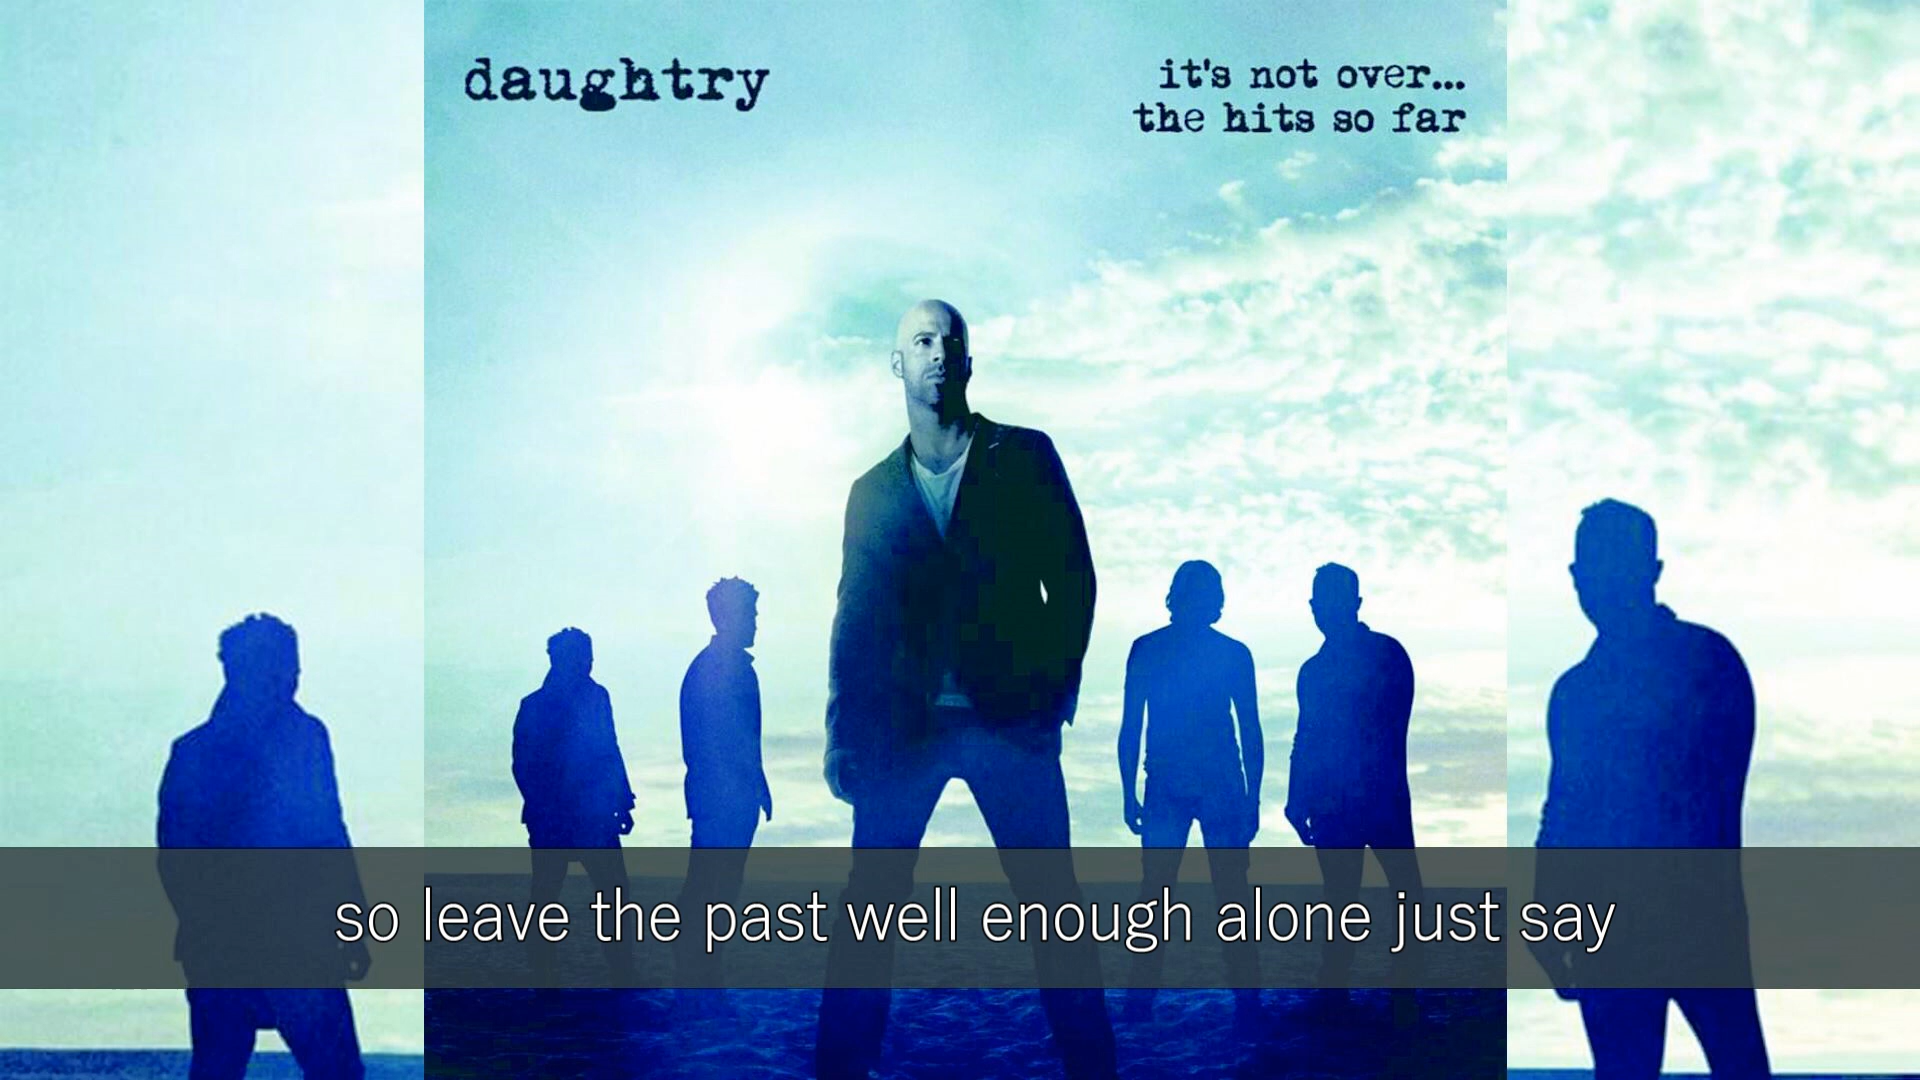 daughtry
it's not over...
the hits so far
so leave the past well enough alone just say